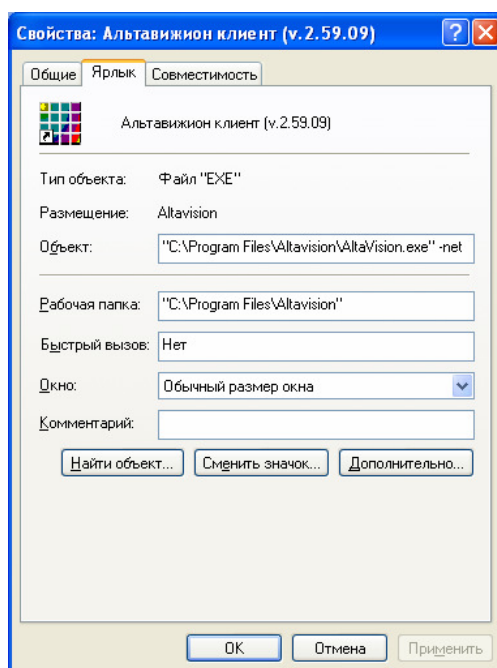 Свойства: Альтавижион клиент (v.2.59.09)
Общие Ярлык Совместимость
Альтавижион клиент (v.2.59.09)
Тип объекта: Файл "EXE"
Размещение: Altavision
Объект: "C:\Program Files\Altavision\AltaVision.exe" -net
Рабочая папка: "C:\Program Files\Altavision"
Быстрый вызов: Нет
Окно: Обычный размер окна
Комментарий:
Найти объект... Сменить значок... Дополнительно...
OK Отмена Применить